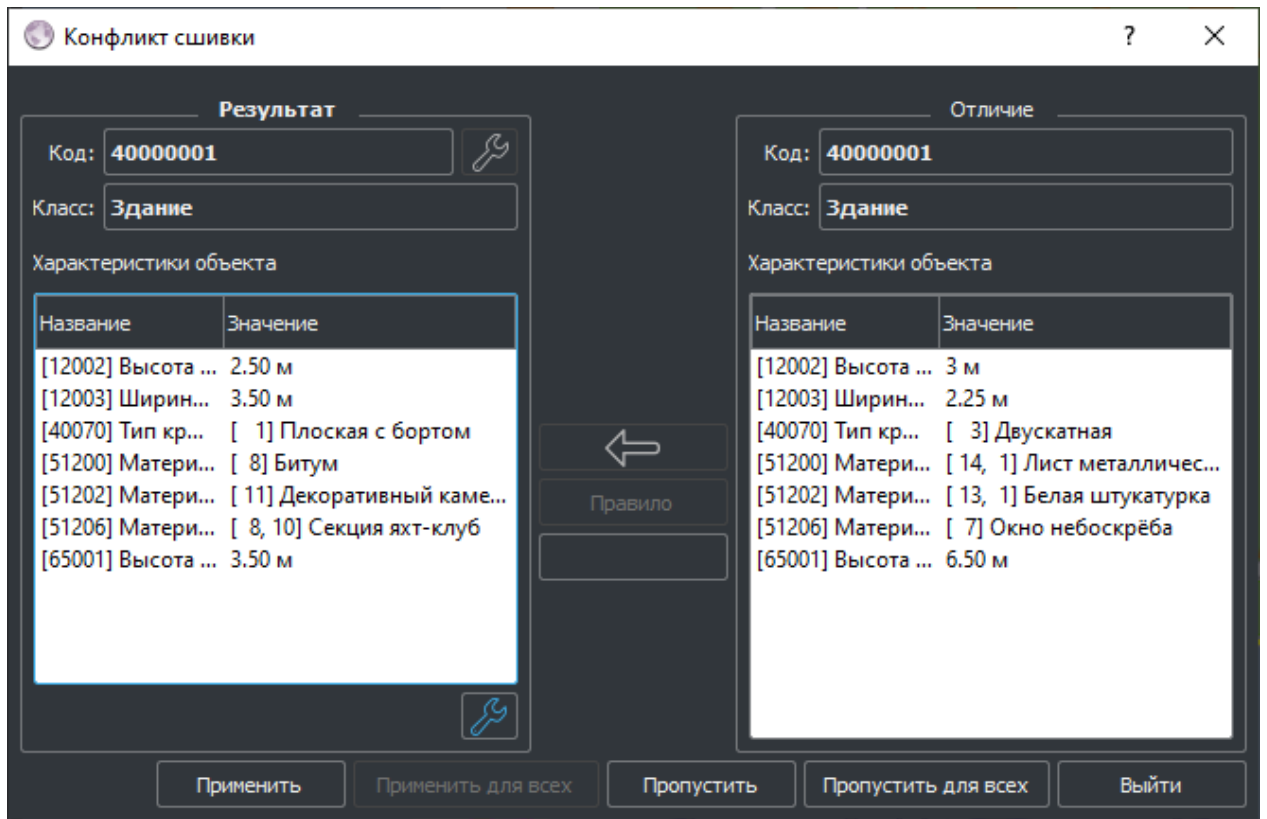 Конфликт сшивки
?
Результат
Код: 40000001
Класс: Здание
Характеристики объекта
Название Значение
[12002] Высота ... 2.50 м
[12003] Ширин... 3.50 м
[40070] Тип кр... [ 1] Плоская с бортом
[51200] Матери... [ 8] Битум
[51202] Матери... [ 11] Декоративный каме...
[51206] Матери... [ 8, 10] Секция яхт-клуб
[65001] Высота ... 3.50 м
Правило
Отличие
Код: 40000001
Класс: Здание
Характеристики объекта
Название Значение
[12002] Высота ... 3 м
[12003] Ширин... 2.25 м
[40070] Тип кр... [ 3] Двускатная
[51200] Матери... [ 14, 1] Лист металличес...
[51202] Матери... [ 13, 1] Белая штукатурка
[51206] Матери... [ 7] Окно небоскрёба
[65001] Высота ... 6.50 м
Применить Применить для всех Пропустить Пропустить для всех Выйти